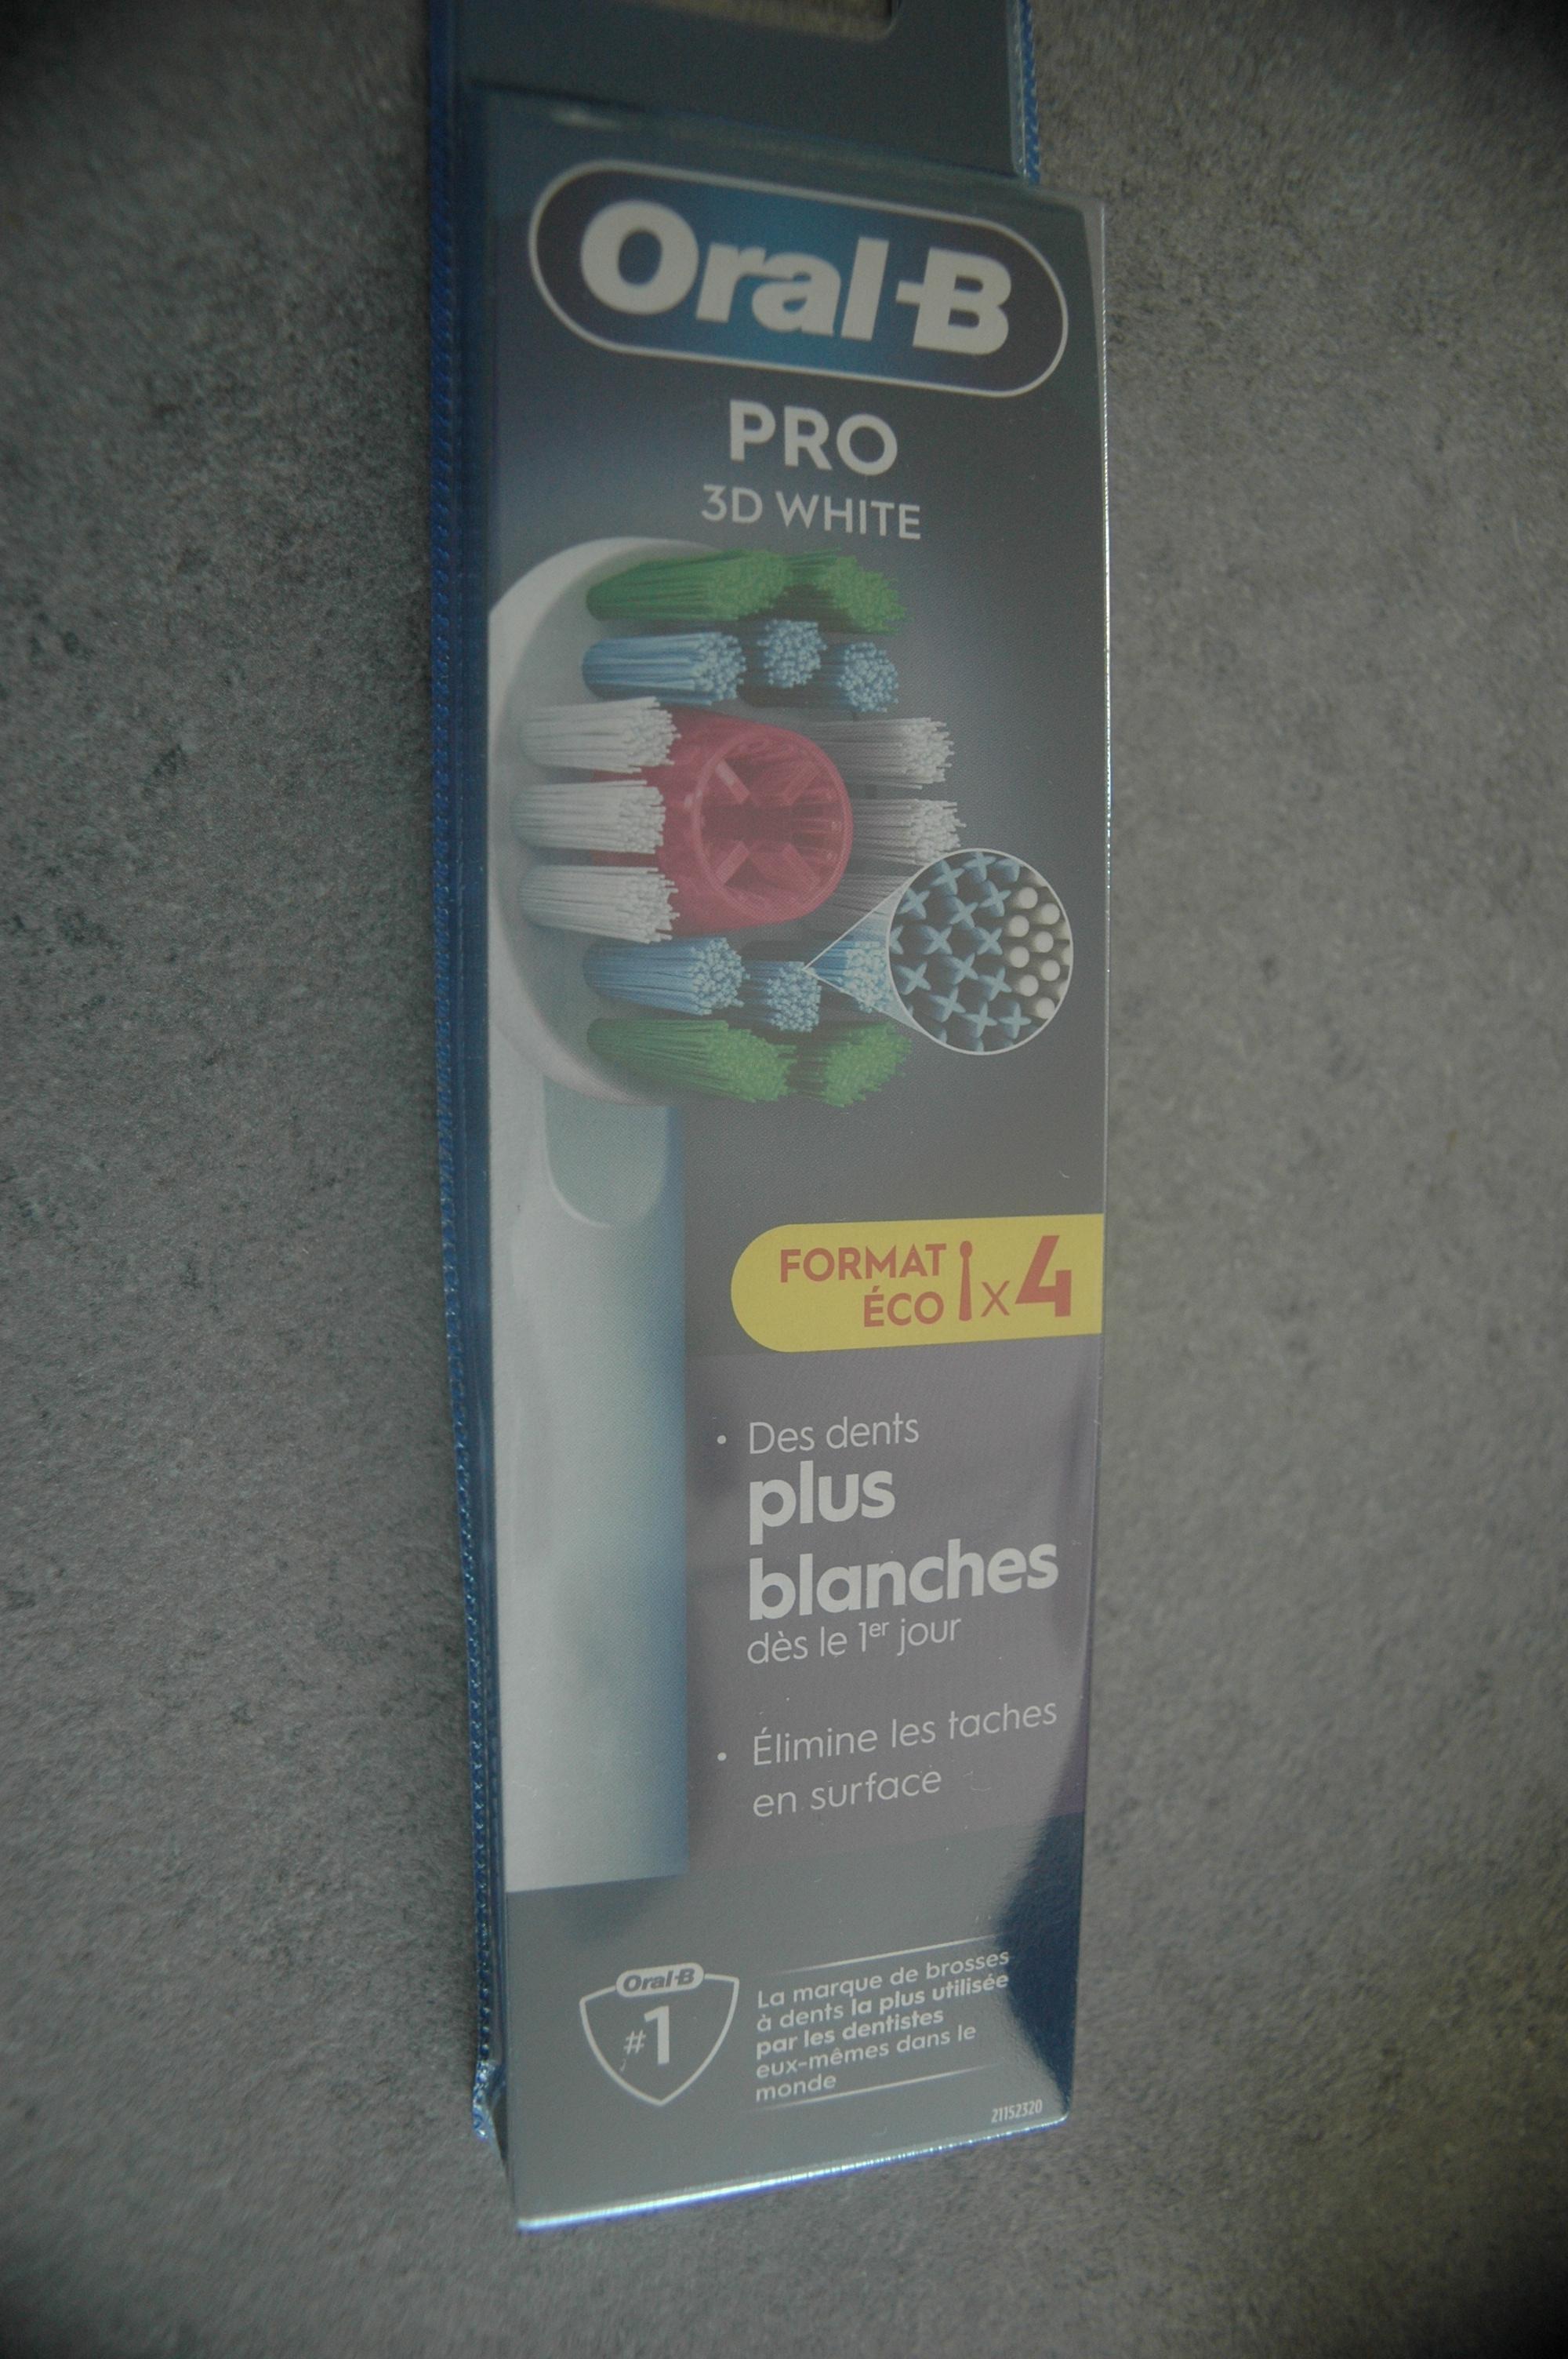 Oral-B
PRO
3D WHITE
FORMAT
ÉCO x4
• Des dents
plus
blanches
dès le 1er jour
• Élimine les taches
en surface
Oral-B
#1
La marque de brosses
à dents la plus utilisée
par les dentistes
eux-mêmes dans le
monde
21152320